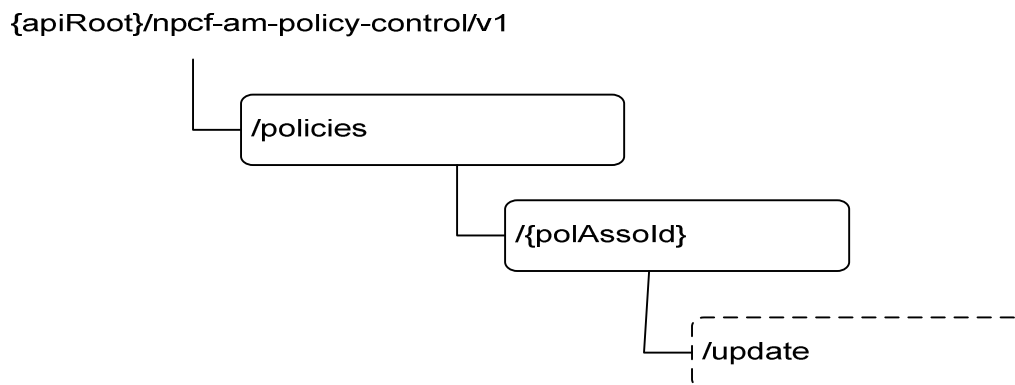 {apiRoot}/npcf-am-policy-control/v1
/policies
/{polAssoId}
/update